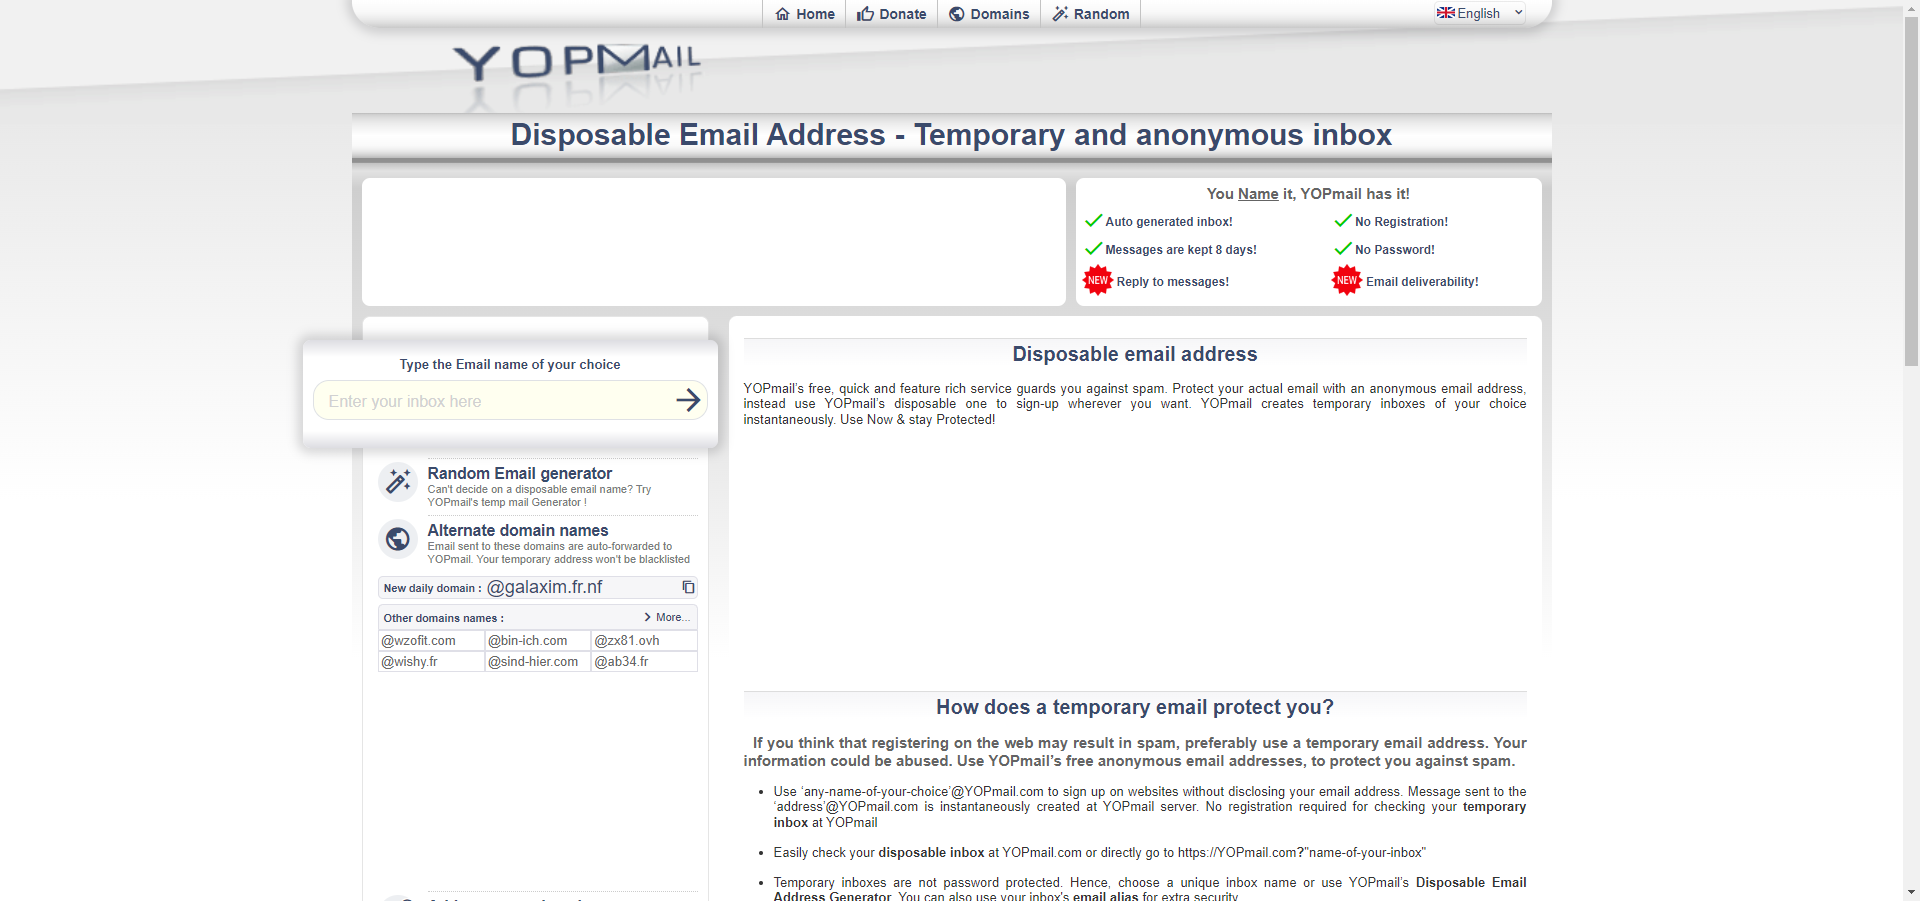 Home
Donate
Domains
Random
English
YOPMAIL
Disposable Email Address - Temporary and anonymous inbox
You Name it, YOPmail has it!
Auto generated inbox!
No Registration!
Messages are kept 8 days!
No Password!
NEW Reply to messages!
NEW Email deliverability!
Type the Email name of your choice
Enter your inbox here
Random Email generator
Can't decide on a disposable email name? Try
YOPmail's temp mail Generator !
Alternate domain names
Email sent to these domains are auto-forwarded to
YOPmail. Your temporary address won't be blacklisted
New daily domain : @galaxim.fr.nf
Other domains names :
More...
@wzofit.com
@bin-ich.com
@zx81.ovh
@wishy.fr
@sind-hier.com
@ab34.fr
Disposable email address
YOPmail’s free, quick and feature rich service guards you against spam. Protect your actual email with an anonymous email address,
instead use YOPmail’s disposable one to sign-up wherever you want. YOPmail creates temporary inboxes of your choice
instantaneously. Use Now & stay Protected!
How does a temporary email protect you?
If you think that registering on the web may result in spam, preferably use a temporary email address. Your
information could be abused. Use YOPmail’s free anonymous email addresses, to protect you against spam.
• Use ‘any-name-of-your-choice’@YOPmail.com to sign up on websites without disclosing your email address. Message sent to the
‘address’@YOPmail.com is instantaneously created at YOPmail server. No registration required for checking your temporary
inbox at YOPmail
• Easily check your disposable inbox at YOPmail.com or directly go to https://YOPmail.com?"name-of-your-inbox"
• Temporary inboxes are not password protected. Hence, choose a unique inbox name or use YOPmail’s Disposable Email
Address Generator. You can also use your inbox's email alias for extra security.